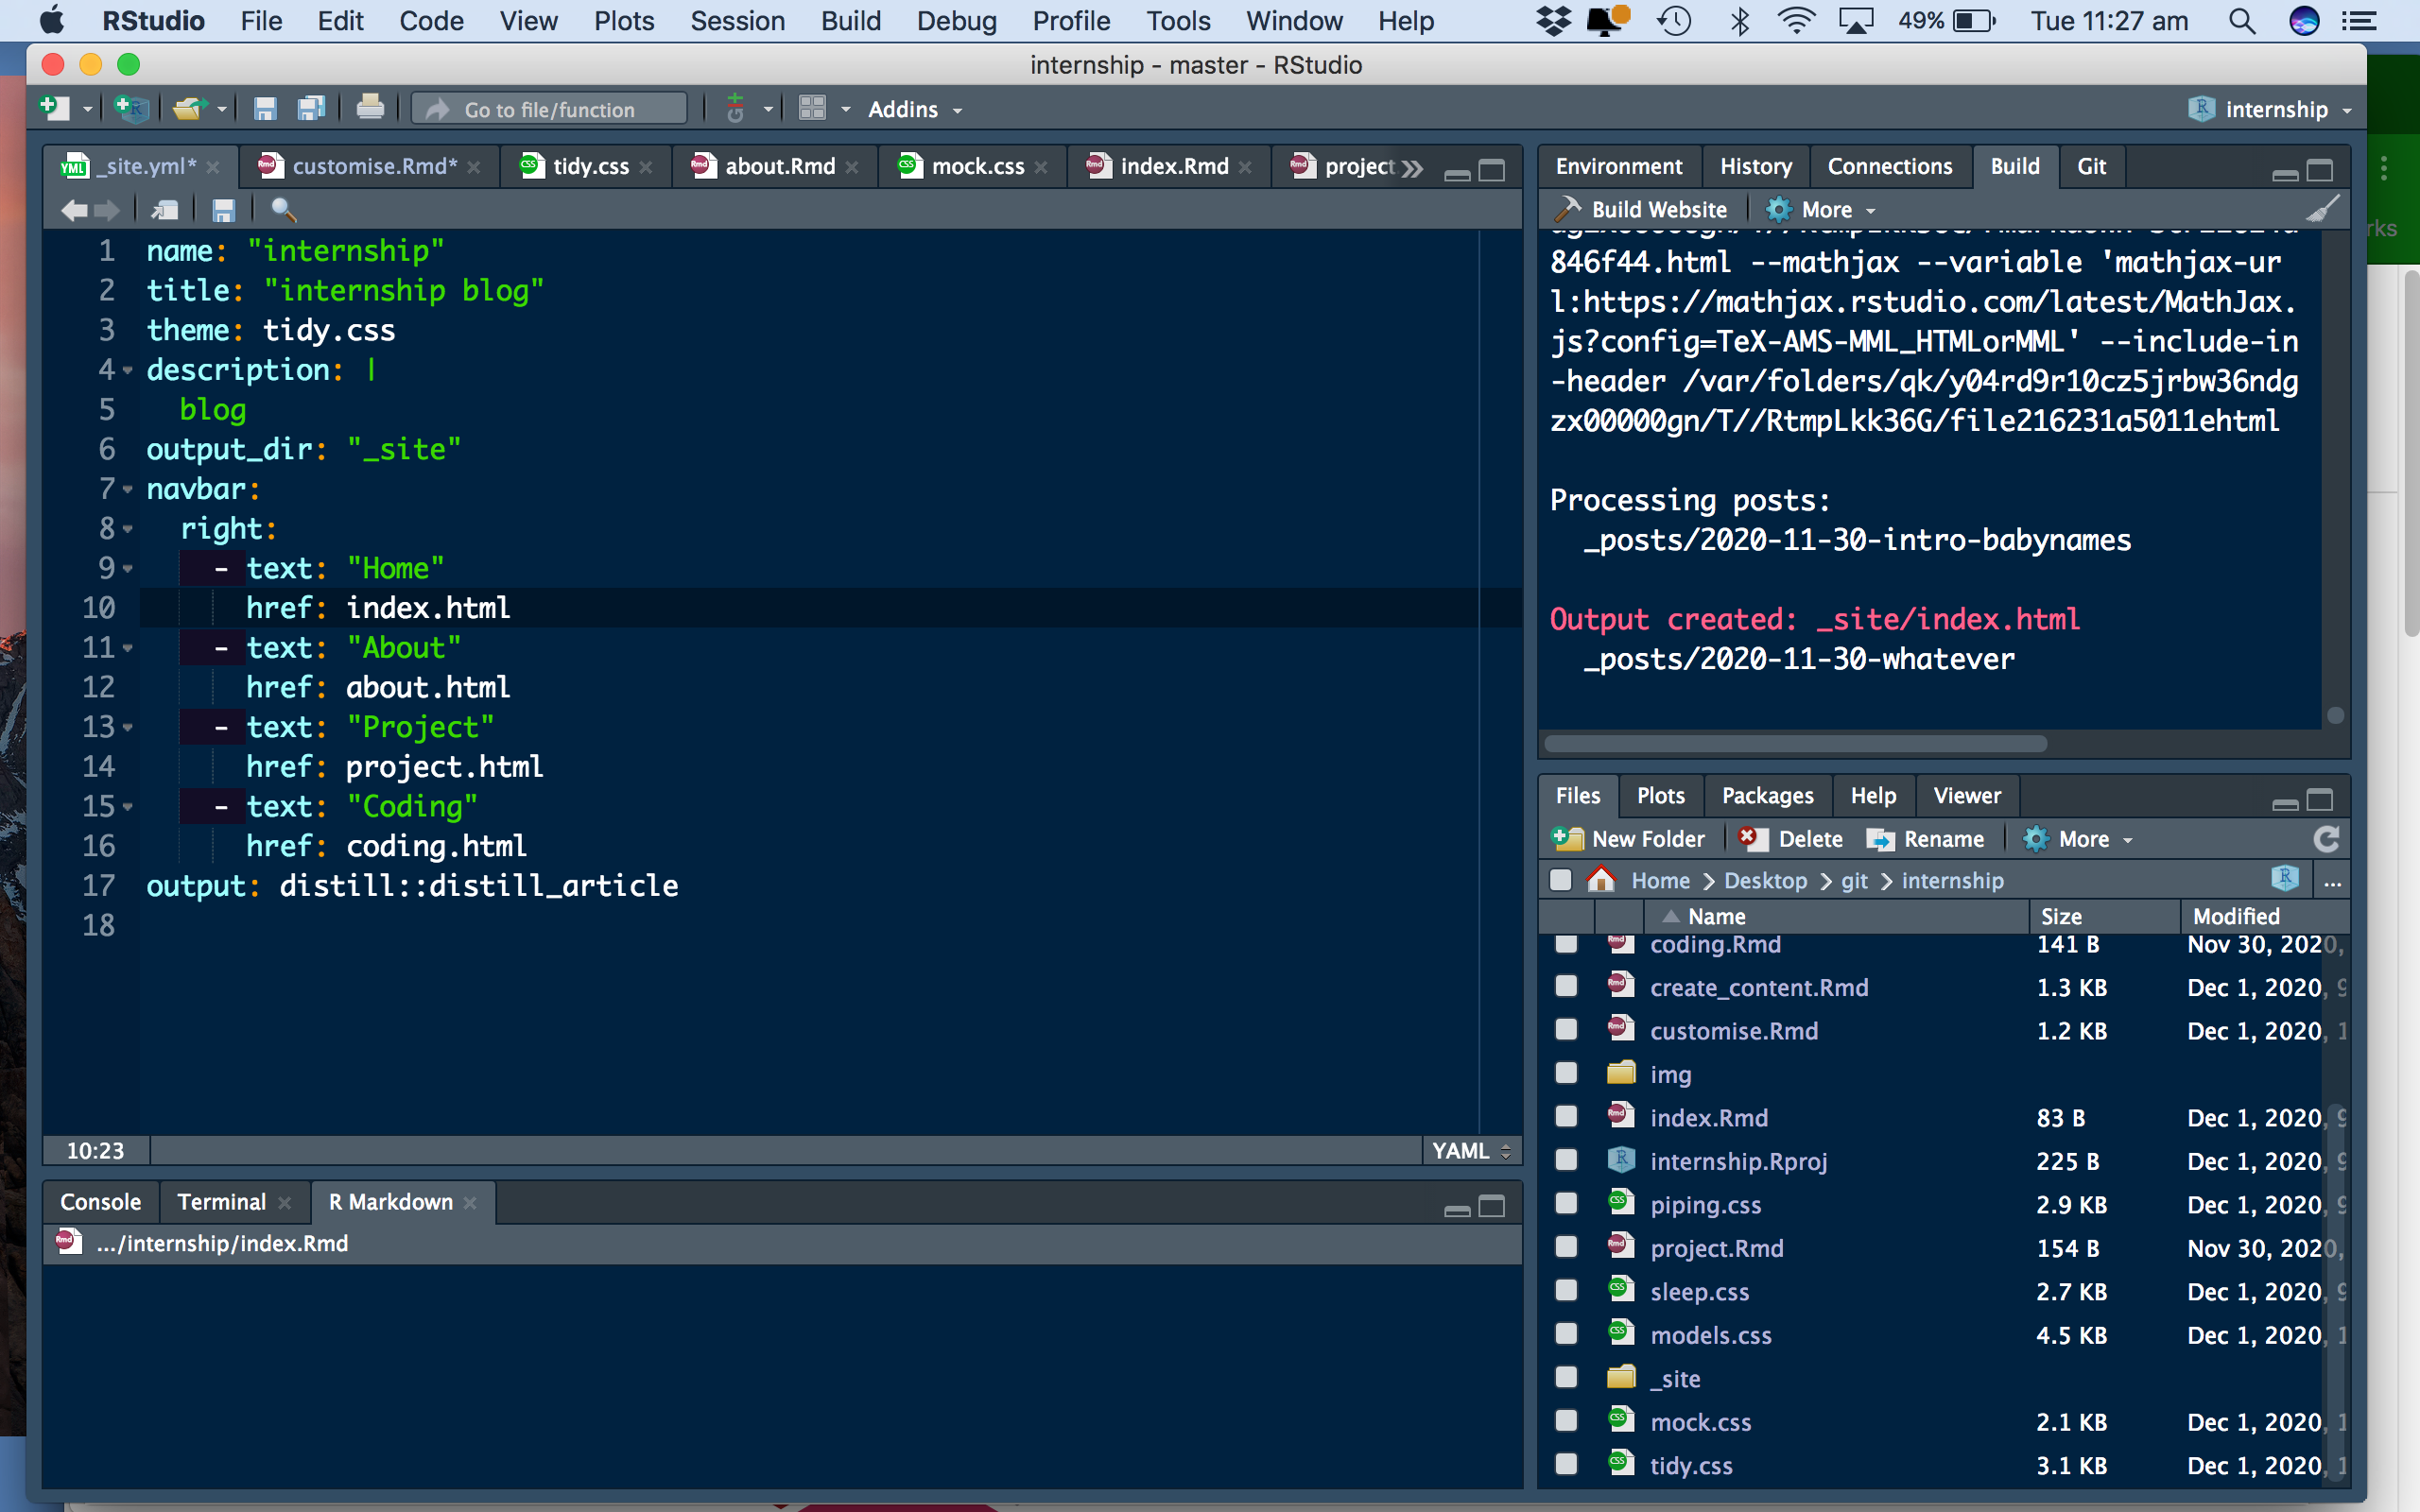 RStudio File Edit Code View Plots Session Build Debug Profile Tools Window Help 49% Tue 11:27 am
internship - master - RStudio
Go to file/function Addins internship
_site.yml* customise.Rmd* tidy.css about.Rmd mock.css index.Rmd project
1 name: "internship"
2 title: "internship blog"
3 theme: tidy.css
4 description: |
5 blog
6 output_dir: "_site"
7 navbar:
8 right:
9 - text: "Home"
10 href: index.html
11 - text: "About"
12 href: about.html
13 - text: "Project"
14 href: project.html
15 - text: "Coding"
16 href: coding.html
17 output: distill::distill_article
18
10:23 YAML
Console Terminal R Markdown
.../internship/index.Rmd
Environment History Connections Build Git
Build Website More
846f44.html --mathjax --variable 'mathjax-ur
l:https://mathjax.rstudio.com/latest/MathJax.
js?config=TeX-AMS-MML_HTMLorMML' --include-in
-header /var/folders/qk/y04rd9r10cz5jrbw36ndg
zx00000gn/T//RtmpLkk36G/file216231a5011ehtml
Processing posts:
_posts/2020-11-30-intro-babynames
Output created: _site/index.html
_posts/2020-11-30-whatever
Files Plots Packages Help Viewer
New Folder Delete Rename More
Home Desktop git internship ...
Name Size Modified
coding.Rmd 141 B Nov 30, 2020,
create_content.Rmd 1.3 KB Dec 1, 2020, 9
customise.Rmd 1.2 KB Dec 1, 2020, 1
img
index.Rmd 83 B Dec 1, 2020, 9
internship.Rproj 225 B Dec 1, 2020, 9
piping.css 2.9 KB Dec 1, 2020, 9
project.Rmd 154 B Nov 30, 2020,
sleep.css 2.7 KB Dec 1, 2020, 9
models.css 4.5 KB Dec 1, 2020, 1
_site
mock.css 2.1 KB Dec 1, 2020, 1
tidy.css 3.1 KB Dec 1, 2020, 1
rks